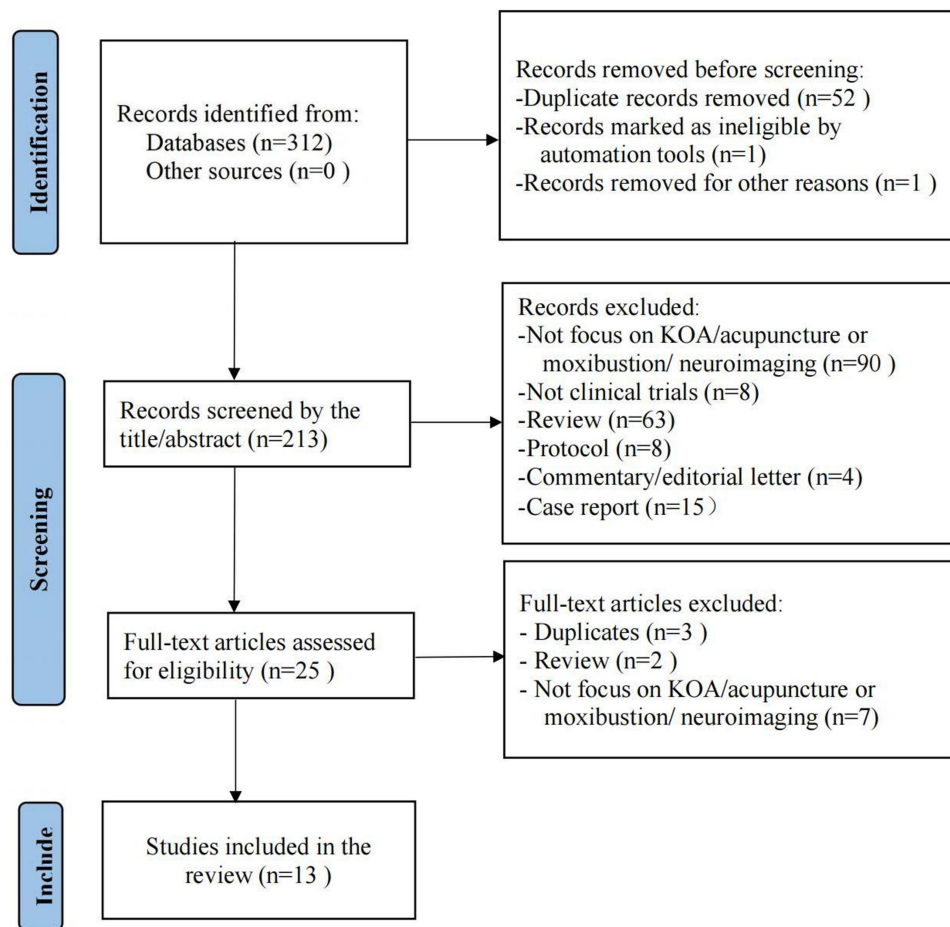 Identification
Records identified from:
Databases (n=312)
Other sources (n=0 )
Records removed before screening:
-Duplicate records removed (n=52 )
-Records marked as ineligible by
automation tools (n=1)
-Records removed for other reasons (n=1 )
Screening
Records screened by the
title/abstract (n=213)
Records excluded:
-Not focus on KOA/acupuncture or
moxibustion/ neuroimaging (n=90 )
-Not clinical trials (n=8)
-Review (n=63)
-Protocol (n=8)
-Commentary/editorial letter (n=4)
-Case report (n=15）
Full-text articles assessed
for eligibility (n=25 )
Full-text articles excluded:
- Duplicates (n=3 )
- Review (n=2 )
- Not focus on KOA/acupuncture or
moxibustion/ neuroimaging (n=7)
Include
Studies included in the
review (n=13 )